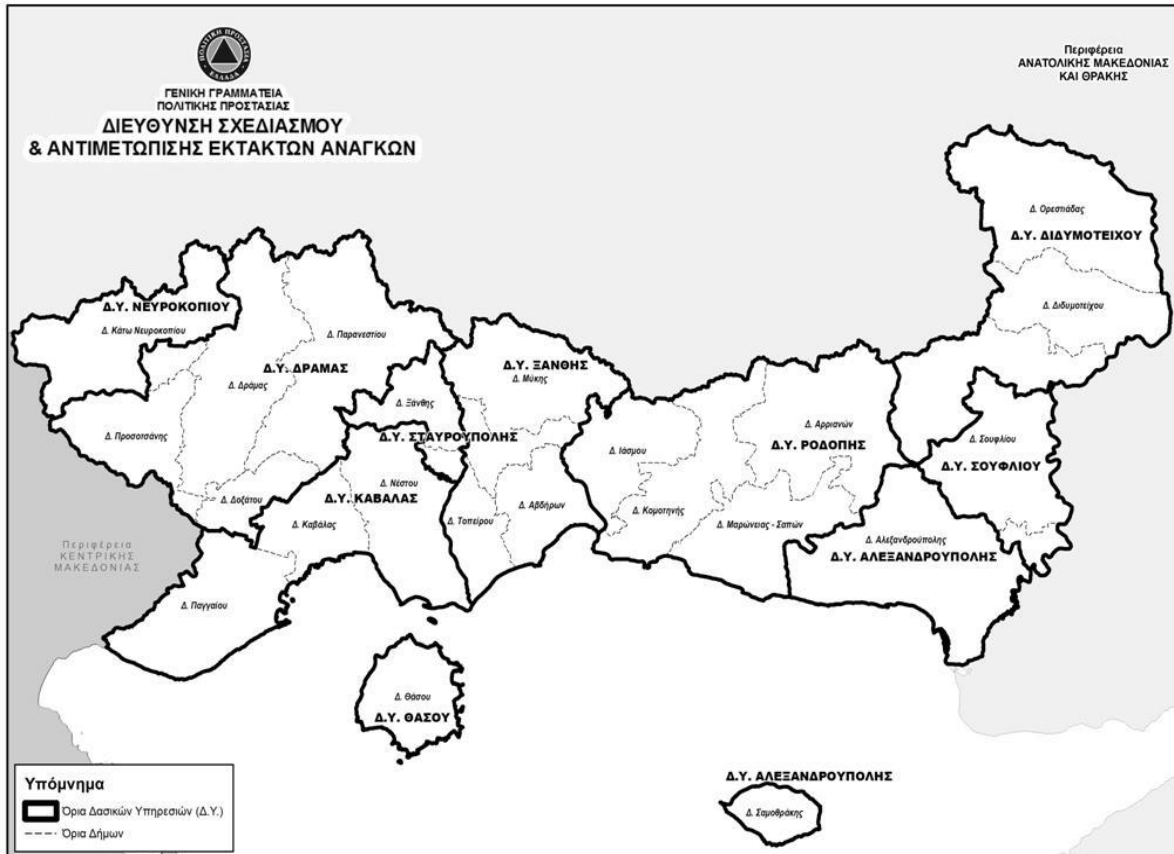 ΠΟΛΙΤΙΚΗ ΠΡΟΣΤΑΣΙΑ
ΕΛΛΑΔΑ
ΓΕΝΙΚΗ ΓΡΑΜΜΑΤΕΙΑ
ΠΟΛΙΤΙΚΗΣ ΠΡΟΣΤΑΣΙΑΣ
ΔΙΕΥΘΥΝΣΗ ΣΧΕΔΙΑΣΜΟΥ
& ΑΝΤΙΜΕΤΩΠΙΣΗΣ ΕΚΤΑΚΤΩΝ ΑΝΑΓΚΩΝ
Περιφέρεια
ΑΝΑΤΟΛΙΚΗΣ ΜΑΚΕΔΟΝΙΑΣ
ΚΑΙ ΘΡΑΚΗΣ
Δ. Ορεστιάδας
Δ.Υ. ΔΙΔΥΜΟΤΕΙΧΟΥ
Δ. Διδυμοτείχου
Δ.Υ. ΝΕΥΡΟΚΟΠΙΟΥ
Δ. Κάτω Νευροκοπίου
Δ. Παρανεστίου
Δ.Υ. ΔΡΑΜΑΣ
Δ. Δράμας
Δ.Υ. ΞΑΝΘΗΣ
Δ. Μύκης
Δ. Ξάνθης
Δ. Προσοτσάνης
Δ.Υ. ΣΤΑΥΡΟΥΠΟΛΗΣ
Δ. Αρριανών
Δ.Υ. ΡΟΔΟΠΗΣ
Δ. Ιάσμου
Δ. Σουφλίου
Δ.Υ. ΣΟΥΦΛΙΟΥ
Δ. Νέστου
Δ.Υ. ΚΑΒΑΛΑΣ
Δ. Δοξάτου
Δ. Καβάλας
Δ. Τοπείρου
Δ. Αβδήρων
Δ. Κομοτηνής
Δ. Μαρώνειας - Σαπών
Δ. Αλεξανδρούπολης
Δ.Υ. ΑΛΕΞΑΝΔΡΟΥΠΟΛΗΣ
Περιφέρεια
ΚΕΝΤΡΙΚΗΣ
ΜΑΚΕΔΟΝΙΑΣ
Δ. Παγγαίου
Δ. Θάσου
Δ.Υ. ΘΑΣΟΥ
Δ.Υ. ΑΛΕΞΑΝΔΡΟΥΠΟΛΗΣ
Δ. Σαμοθράκης
Υπόμνημα
Όρια Δασικών Υπηρεσιών (Δ.Υ.)
Όρια Δήμων